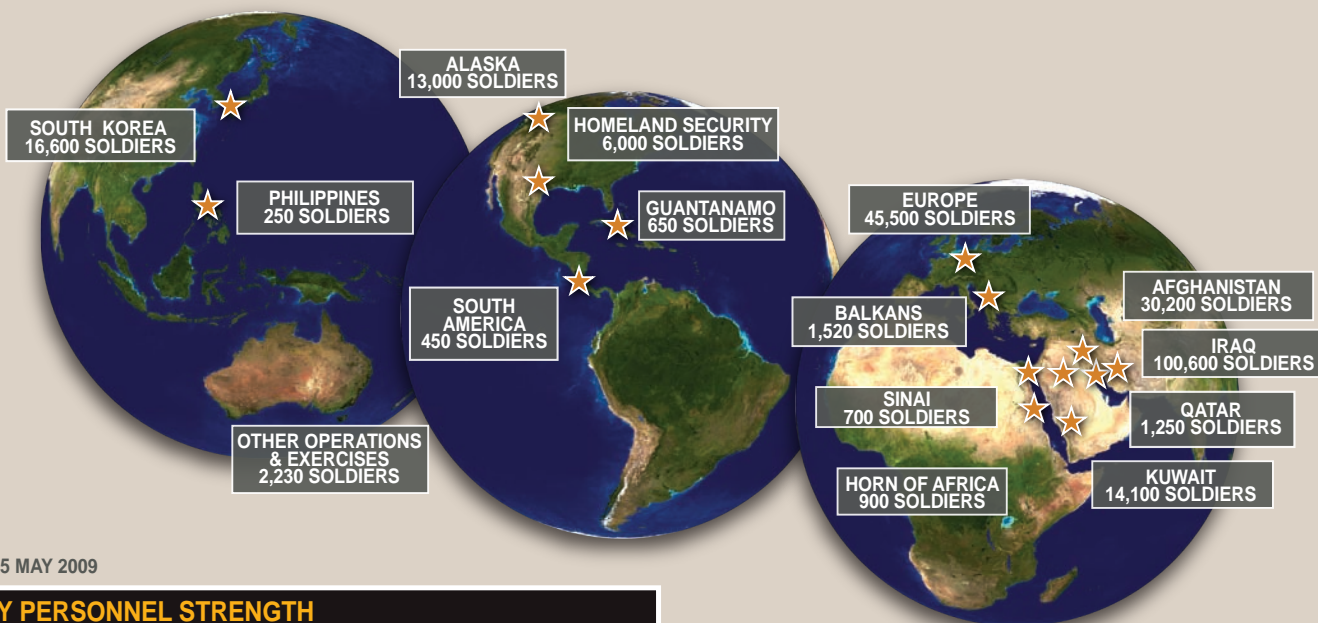 ALASKA
13,000 SOLDIERS
SOUTH KOREA
16,600 SOLDIERS
HOMELAND SECURITY
6,000 SOLDIERS
PHILIPPINES
250 SOLDIERS
GUANTANAMO
650 SOLDIERS
EUROPE
45,500 SOLDIERS
SOUTH
AMERICA
450 SOLDIERS
BALKANS
1,520 SOLDIERS
AFGHANISTAN
30,200 SOLDIERS
IRAQ
100,600 SOLDIERS
SINAI
700 SOLDIERS
QATAR
1,250 SOLDIERS
OTHER OPERATIONS
& EXERCISES
2,230 SOLDIERS
HORN OF AFRICA
900 SOLDIERS
KUWAIT
14,100 SOLDIERS
5 MAY 2009
Y PERSONNEL STRENGTH